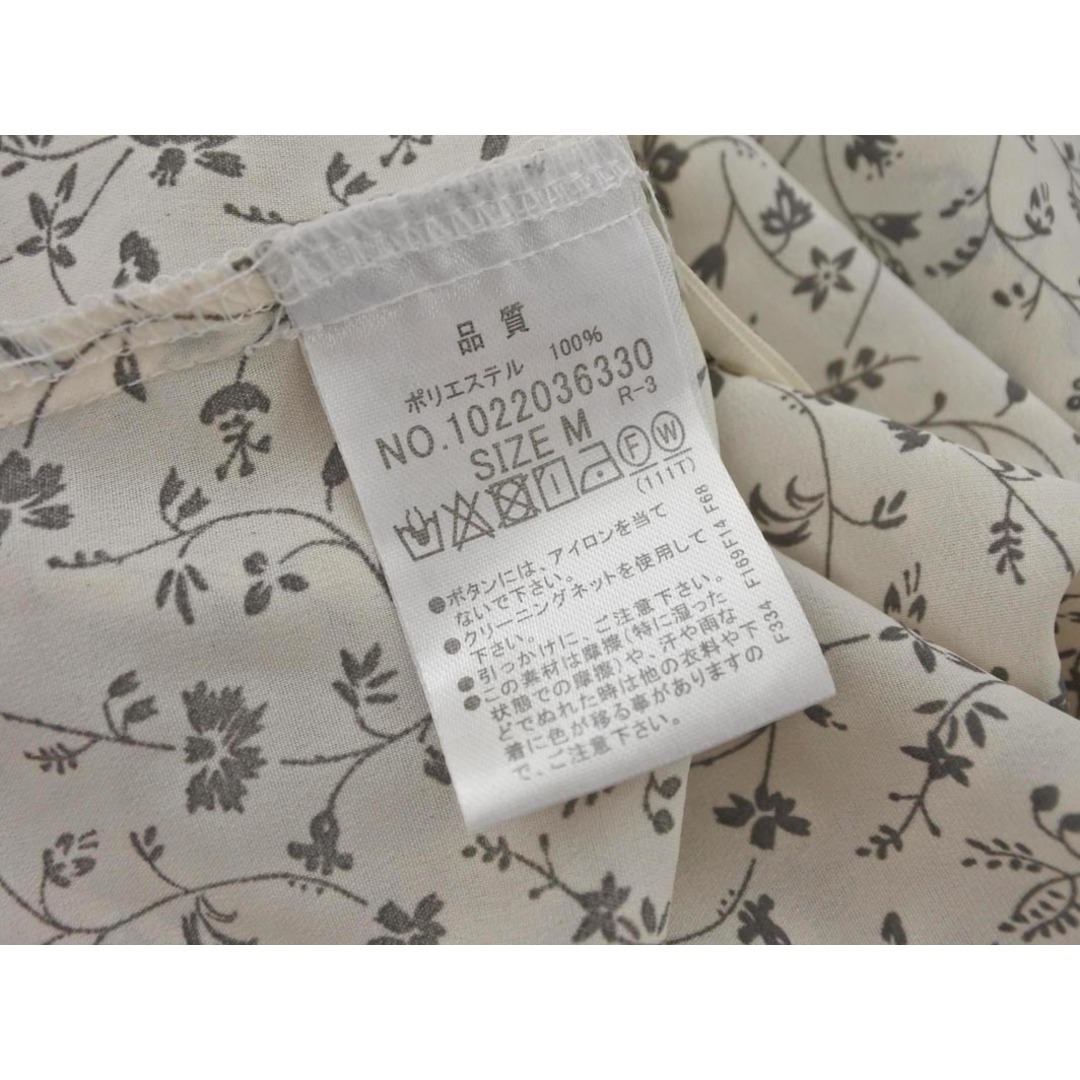 品質
ポリエステル 100%
NO.1022036330
SIZE M R-3
F W
(111T)
●ボタンには、アイロンを当て
ないで下さい。
●クリーニングネットを使用して
下さい。
●引っかけに、ご注意下さい。
●この素材は摩擦(特に湿った
状態での摩擦)や、汗や雨な
どでぬれた時は他の衣料や下
着に色が移る事がありますの
で、ご注意下さい。
F334 F169F14 F68